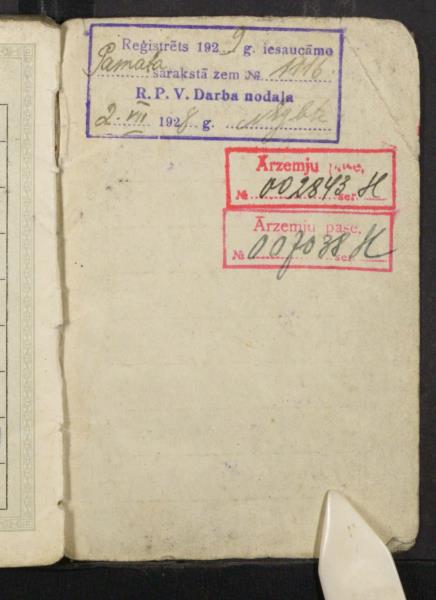 Reģistrēts 1929 g. iesaucāmo
Pamata sarakstā zem № 1816.
R. P. V. Darba nodaļa
2. VII 1928 g.
Ārzemju pase,
№ 002843 ser. H
Ārzemju pase,
№ 007038 ser. H